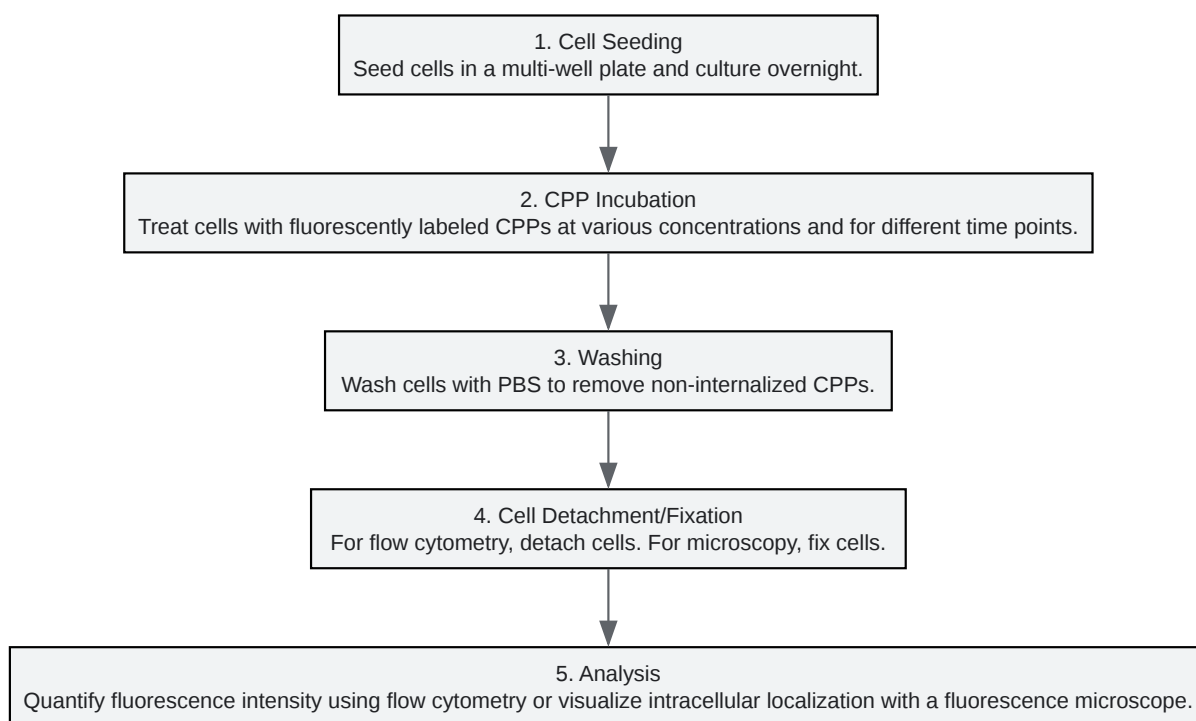 1. Cell Seeding
Seed cells in a multi-well plate and culture overnight.
2. CPP Incubation
Treat cells with fluorescently labeled CPPs at various concentrations and for different time points.
3. Washing
Wash cells with PBS to remove non-internalized CPPs.
4. Cell Detachment/Fixation
For flow cytometry, detach cells. For microscopy, fix cells.
5. Analysis
Quantify fluorescence intensity using flow cytometry or visualize intracellular localization with a fluorescence microscope.